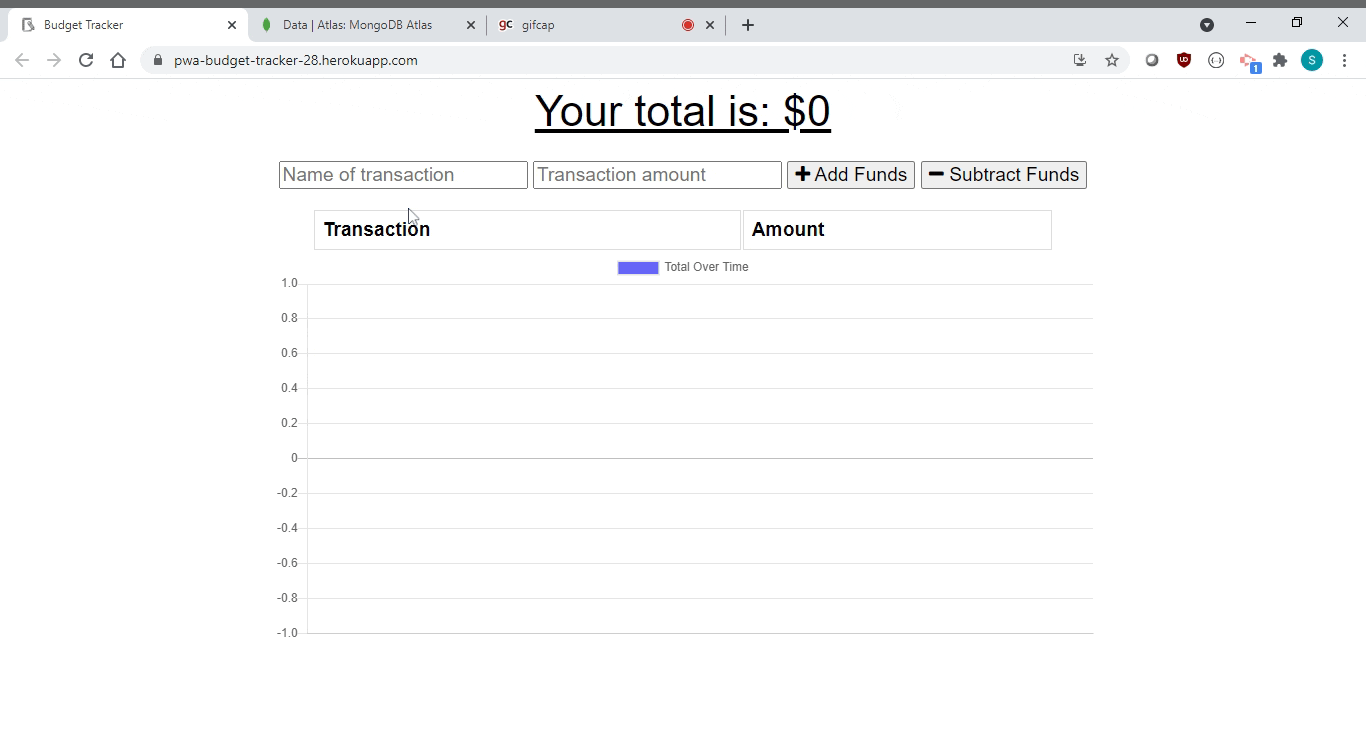 Budget Tracker
Data | Atlas: MongoDB Atlas
gc gifcap
pwa-budget-tracker-28.herokuapp.com
1
S
Your total is: $0
Name of transaction
Transaction amount
Add Funds
Subtract Funds
Transaction
Amount
Total Over Time
1.0
0.8
0.6
0.4
0.2
0
-0.2
-0.4
-0.6
-0.8
-1.0